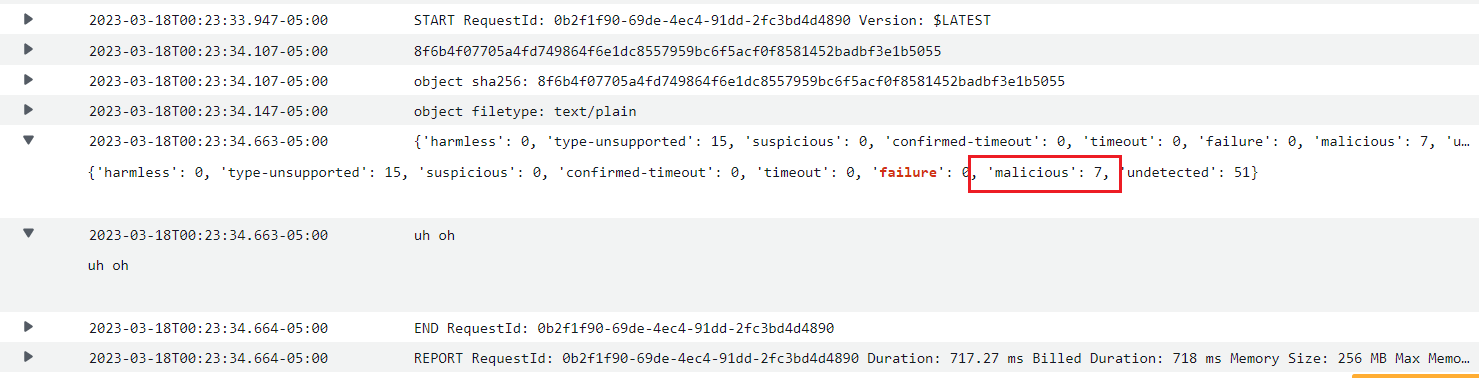 2023-03-18T00:23:33.947-05:00 START RequestId: 0b2f1f90-69de-4ec4-91dd-2fc3bd4d4890 Version: $LATEST
2023-03-18T00:23:34.107-05:00 8f6b4f07705a4fd749864f6e1dc8557959bc6f5acf0f8581452badbf3e1b5055
2023-03-18T00:23:34.107-05:00 object sha256: 8f6b4f07705a4fd749864f6e1dc8557959bc6f5acf0f8581452badbf3e1b5055
2023-03-18T00:23:34.147-05:00 object filetype: text/plain
2023-03-18T00:23:34.663-05:00 {'harmless': 0, 'type-unsupported': 15, 'suspicious': 0, 'confirmed-timeout': 0, 'timeout': 0, 'failure': 0, 'malicious': 7, 'u…
{'harmless': 0, 'type-unsupported': 15, 'suspicious': 0, 'confirmed-timeout': 0, 'timeout': 0, 'failure': 0, 'malicious': 7, 'undetected': 51}
2023-03-18T00:23:34.663-05:00 uh oh
uh oh
2023-03-18T00:23:34.664-05:00 END RequestId: 0b2f1f90-69de-4ec4-91dd-2fc3bd4d4890
2023-03-18T00:23:34.664-05:00 REPORT RequestId: 0b2f1f90-69de-4ec4-91dd-2fc3bd4d4890 Duration: 717.27 ms Billed Duration: 718 ms Memory Size: 256 MB Max Memo…